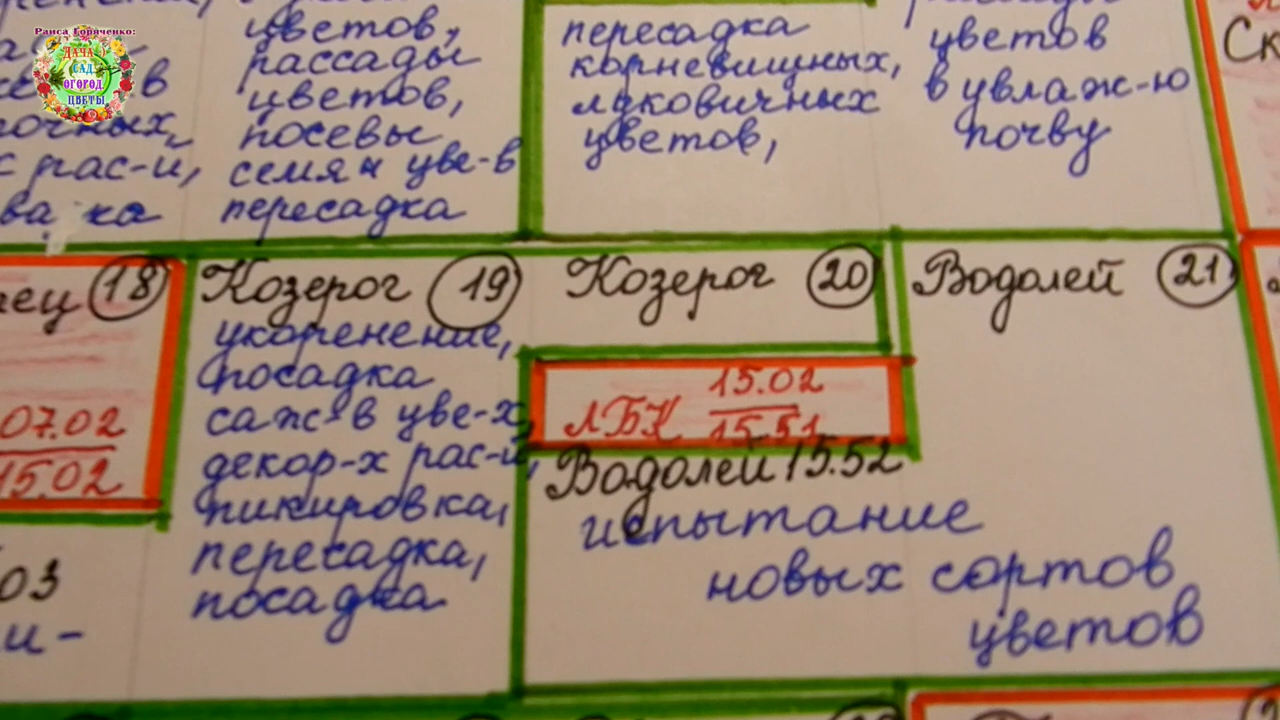 Раиса Горяченко:
ДАЧА
САД
ОГОРОД
ЦВЕТЫ
рас-й,
цветов,
рассады
цветов,
посевы
семян цве-в
пересадка
пересадка
корневищных,
луковичных
цветов,
цветов
в увлаж-ю
почву
18
07.02
15.02
03
Козерог 19
укоренение,
посадка
саж-в цве-х,
декор-х рас-й,
пикировка,
пересадка,
посадка
Козерог 20
ЛБК 15.02
15.51
Водолей 15.52
Водолей 21
испытание
новых сортов
цветов